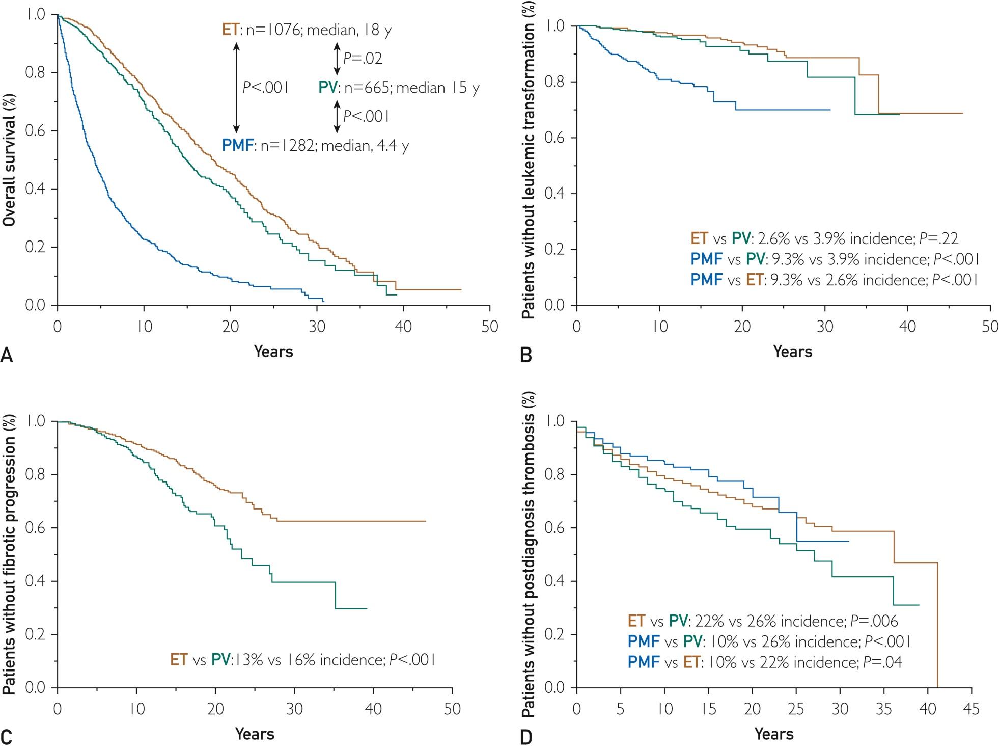 Overall survival (%)
1.0
0.8
0.6
0.4
0.2
0.0
ET: n=1076; median, 18 y
P=.02
P<.001
PV: n=665; median 15 y
P<.001
PMF: n=1282; median, 4.4 y
0 10 20 30 40 50
Years
A
Patients without leukemic transformation (%)
1.0
0.8
0.6
0.4
0.2
0.0
ET vs PV: 2.6% vs 3.9% incidence; P=.22
PMF vs PV: 9.3% vs 3.9% incidence; P<.001
PMF vs ET: 9.3% vs 2.6% incidence; P<.001
0 10 20 30 40 50
Years
B
Patients without fibrotic progression (%)
1.0
0.8
0.6
0.4
0.2
0.0
ET vs PV:13% vs 16% incidence; P<.001
0 10 20 30 40 50
Years
C
Patients without postdiagnosis thrombosis (%)
1.0
0.8
0.6
0.4
0.2
0.0
ET vs PV: 22% vs 26% incidence; P=.006
PMF vs PV: 10% vs 26% incidence; P<.001
PMF vs ET: 10% vs 22% incidence; P=.04
0 5 10 15 20 25 30 35 40 45
Years
D